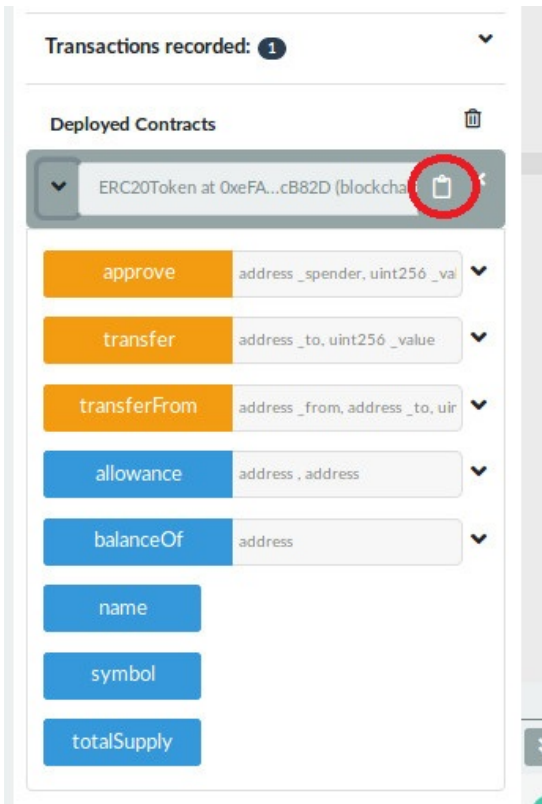 Transactions recorded: 1
Deployed Contracts
ERC20Token at 0xeFA...cB82D (blockcha
approve address _spender, uint256 _val
transfer address _to, uint256 _value
transferFrom address _from, address _to, uir
allowance address , address
balanceOf address
name
symbol
totalSupply